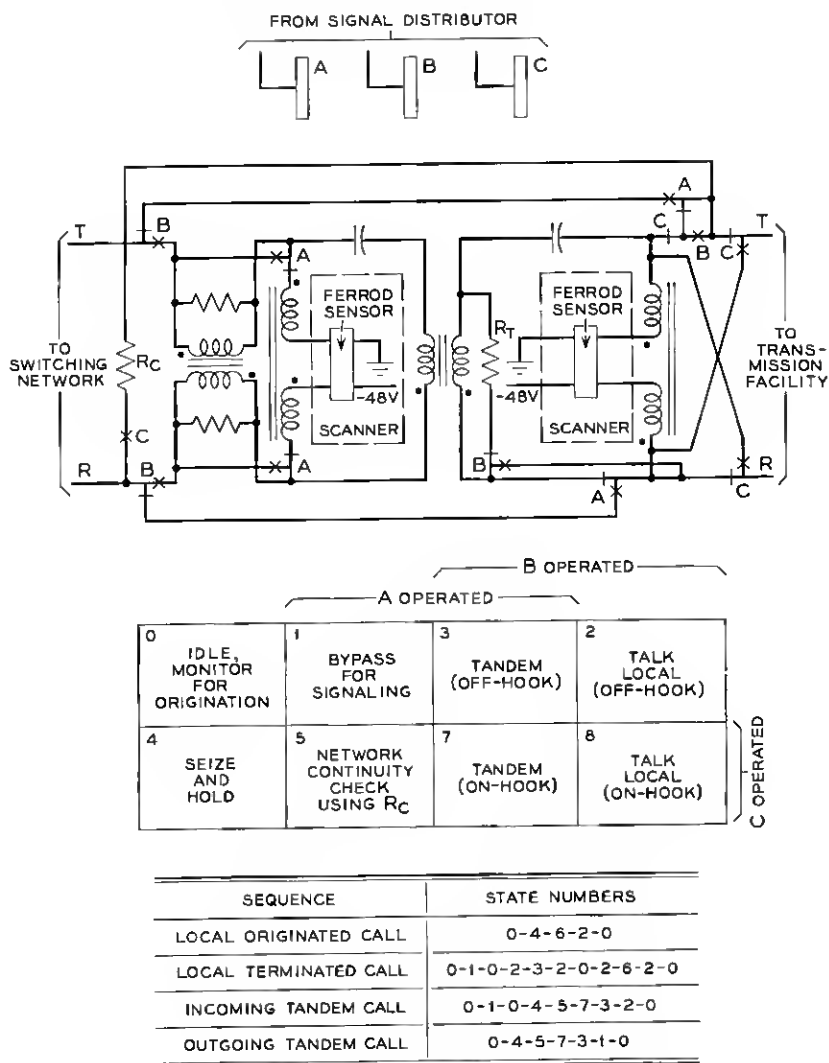 FROM SIGNAL DISTRIBUTOR
A B C
A
T B C C T
A B
FERROD SENSOR
FERROD SENSOR
RT
TO SWITCHING NETWORK
RC
-48V
-48V
TO TRANS-MISSION FACILITY
SCANNER
SCANNER
C
R B A B A C R
B OPERATED
A OPERATED
0 IDLE, MONITOR FOR ORIGINATION
1 BYPASS FOR SIGNALING
3 TANDEM (OFF-HOOK)
2 TALK LOCAL (OFF-HOOK)
4 SEIZE AND HOLD
5 NETWORK CONTINUITY CHECK USING RC
7 TANDEM (ON-HOOK)
8 TALK LOCAL (ON-HOOK)
C OPERATED
SEQUENCE STATE NUMBERS
LOCAL ORIGINATED CALL 0-4-6-2-0
LOCAL TERMINATED CALL 0-1-0-2-3-2-0-2-6-2-0
INCOMING TANDEM CALL 0-1-0-4-5-7-3-2-0
OUTGOING TANDEM CALL 0-4-5-7-3-1-0